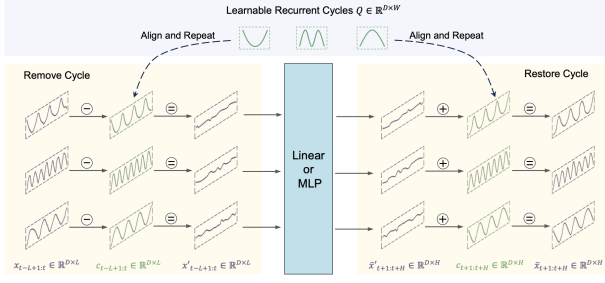 Learnable Recurrent Cycles Q ∈ ℝ^{D×W}
Align and Repeat
Align and Repeat
Remove Cycle
Restore Cycle
− = + =
− = + =
− = + =
Linear
or
MLP
x_{t−L+1:t} ∈ ℝ^{D×L} c_{t−L+1:t} ∈ ℝ^{D×L} x′_{t−L+1:t} ∈ ℝ^{D×L} x̄′_{t+1:t+H} ∈ ℝ^{D×H} c_{t+1:t+H} ∈ ℝ^{D×H} x̄_{t+1:t+H} ∈ ℝ^{D×H}